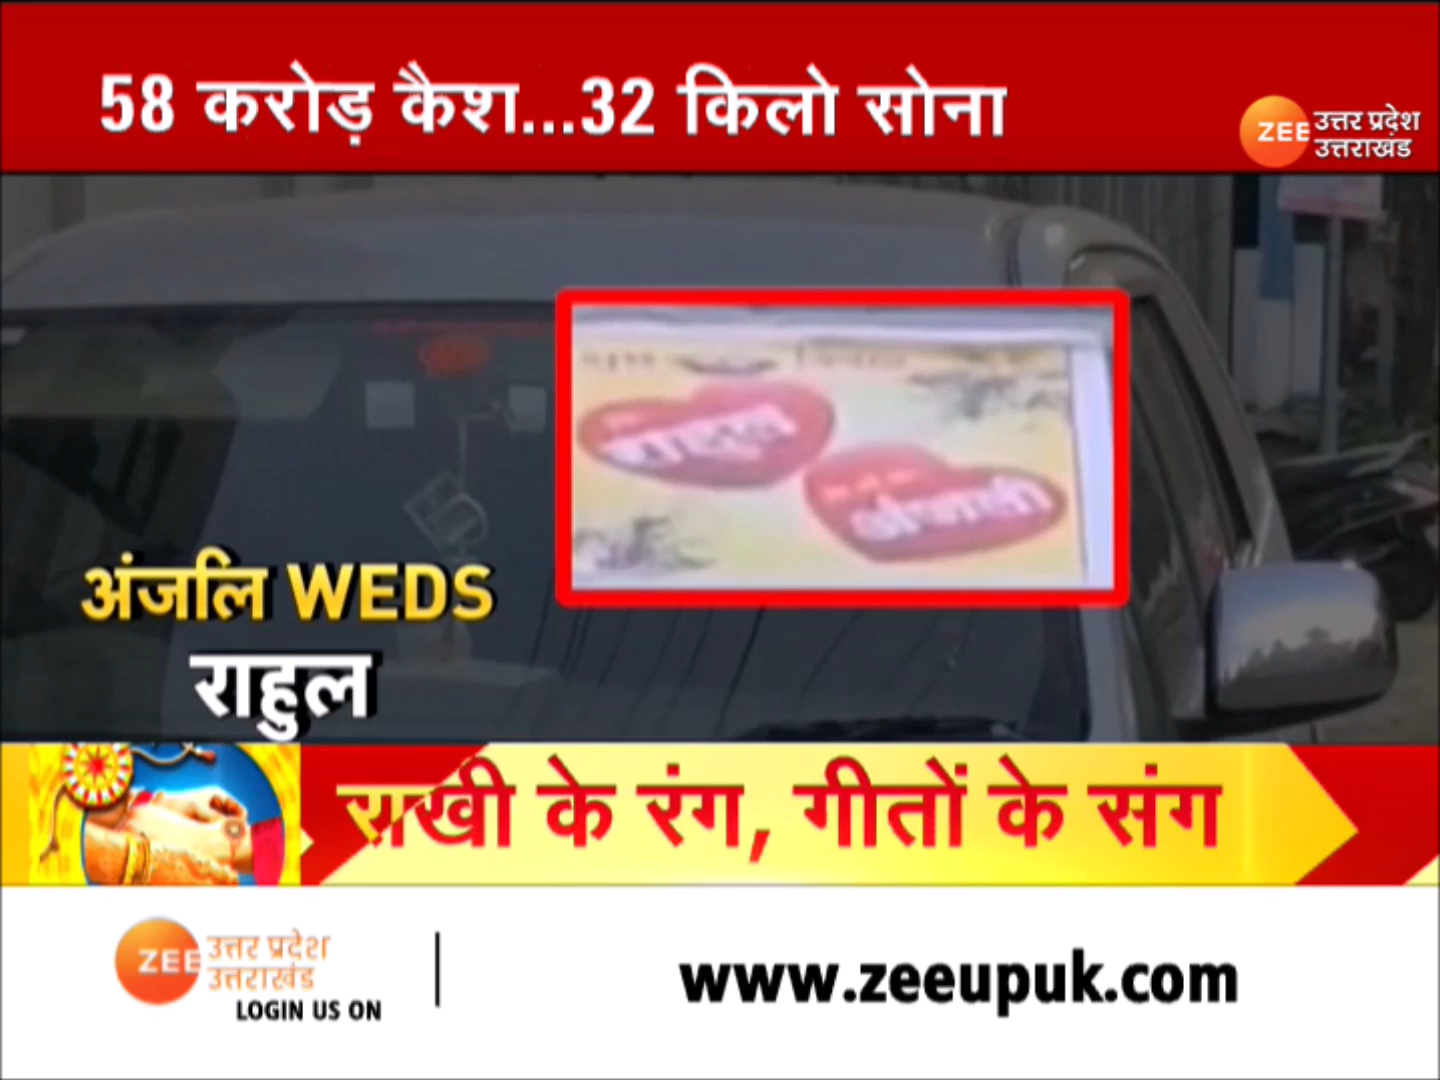 58 करोड़ कैश...32 किलो सोना
ZEE उत्तर प्रदेश
उत्तराखंड
राहुल
अंजली
अंजलि WEDS
राहुल
राखी के रंग, गीतों के संग
ZEE उत्तर प्रदेश
उत्तराखंड
LOGIN US ON
www.zeeupuk.com